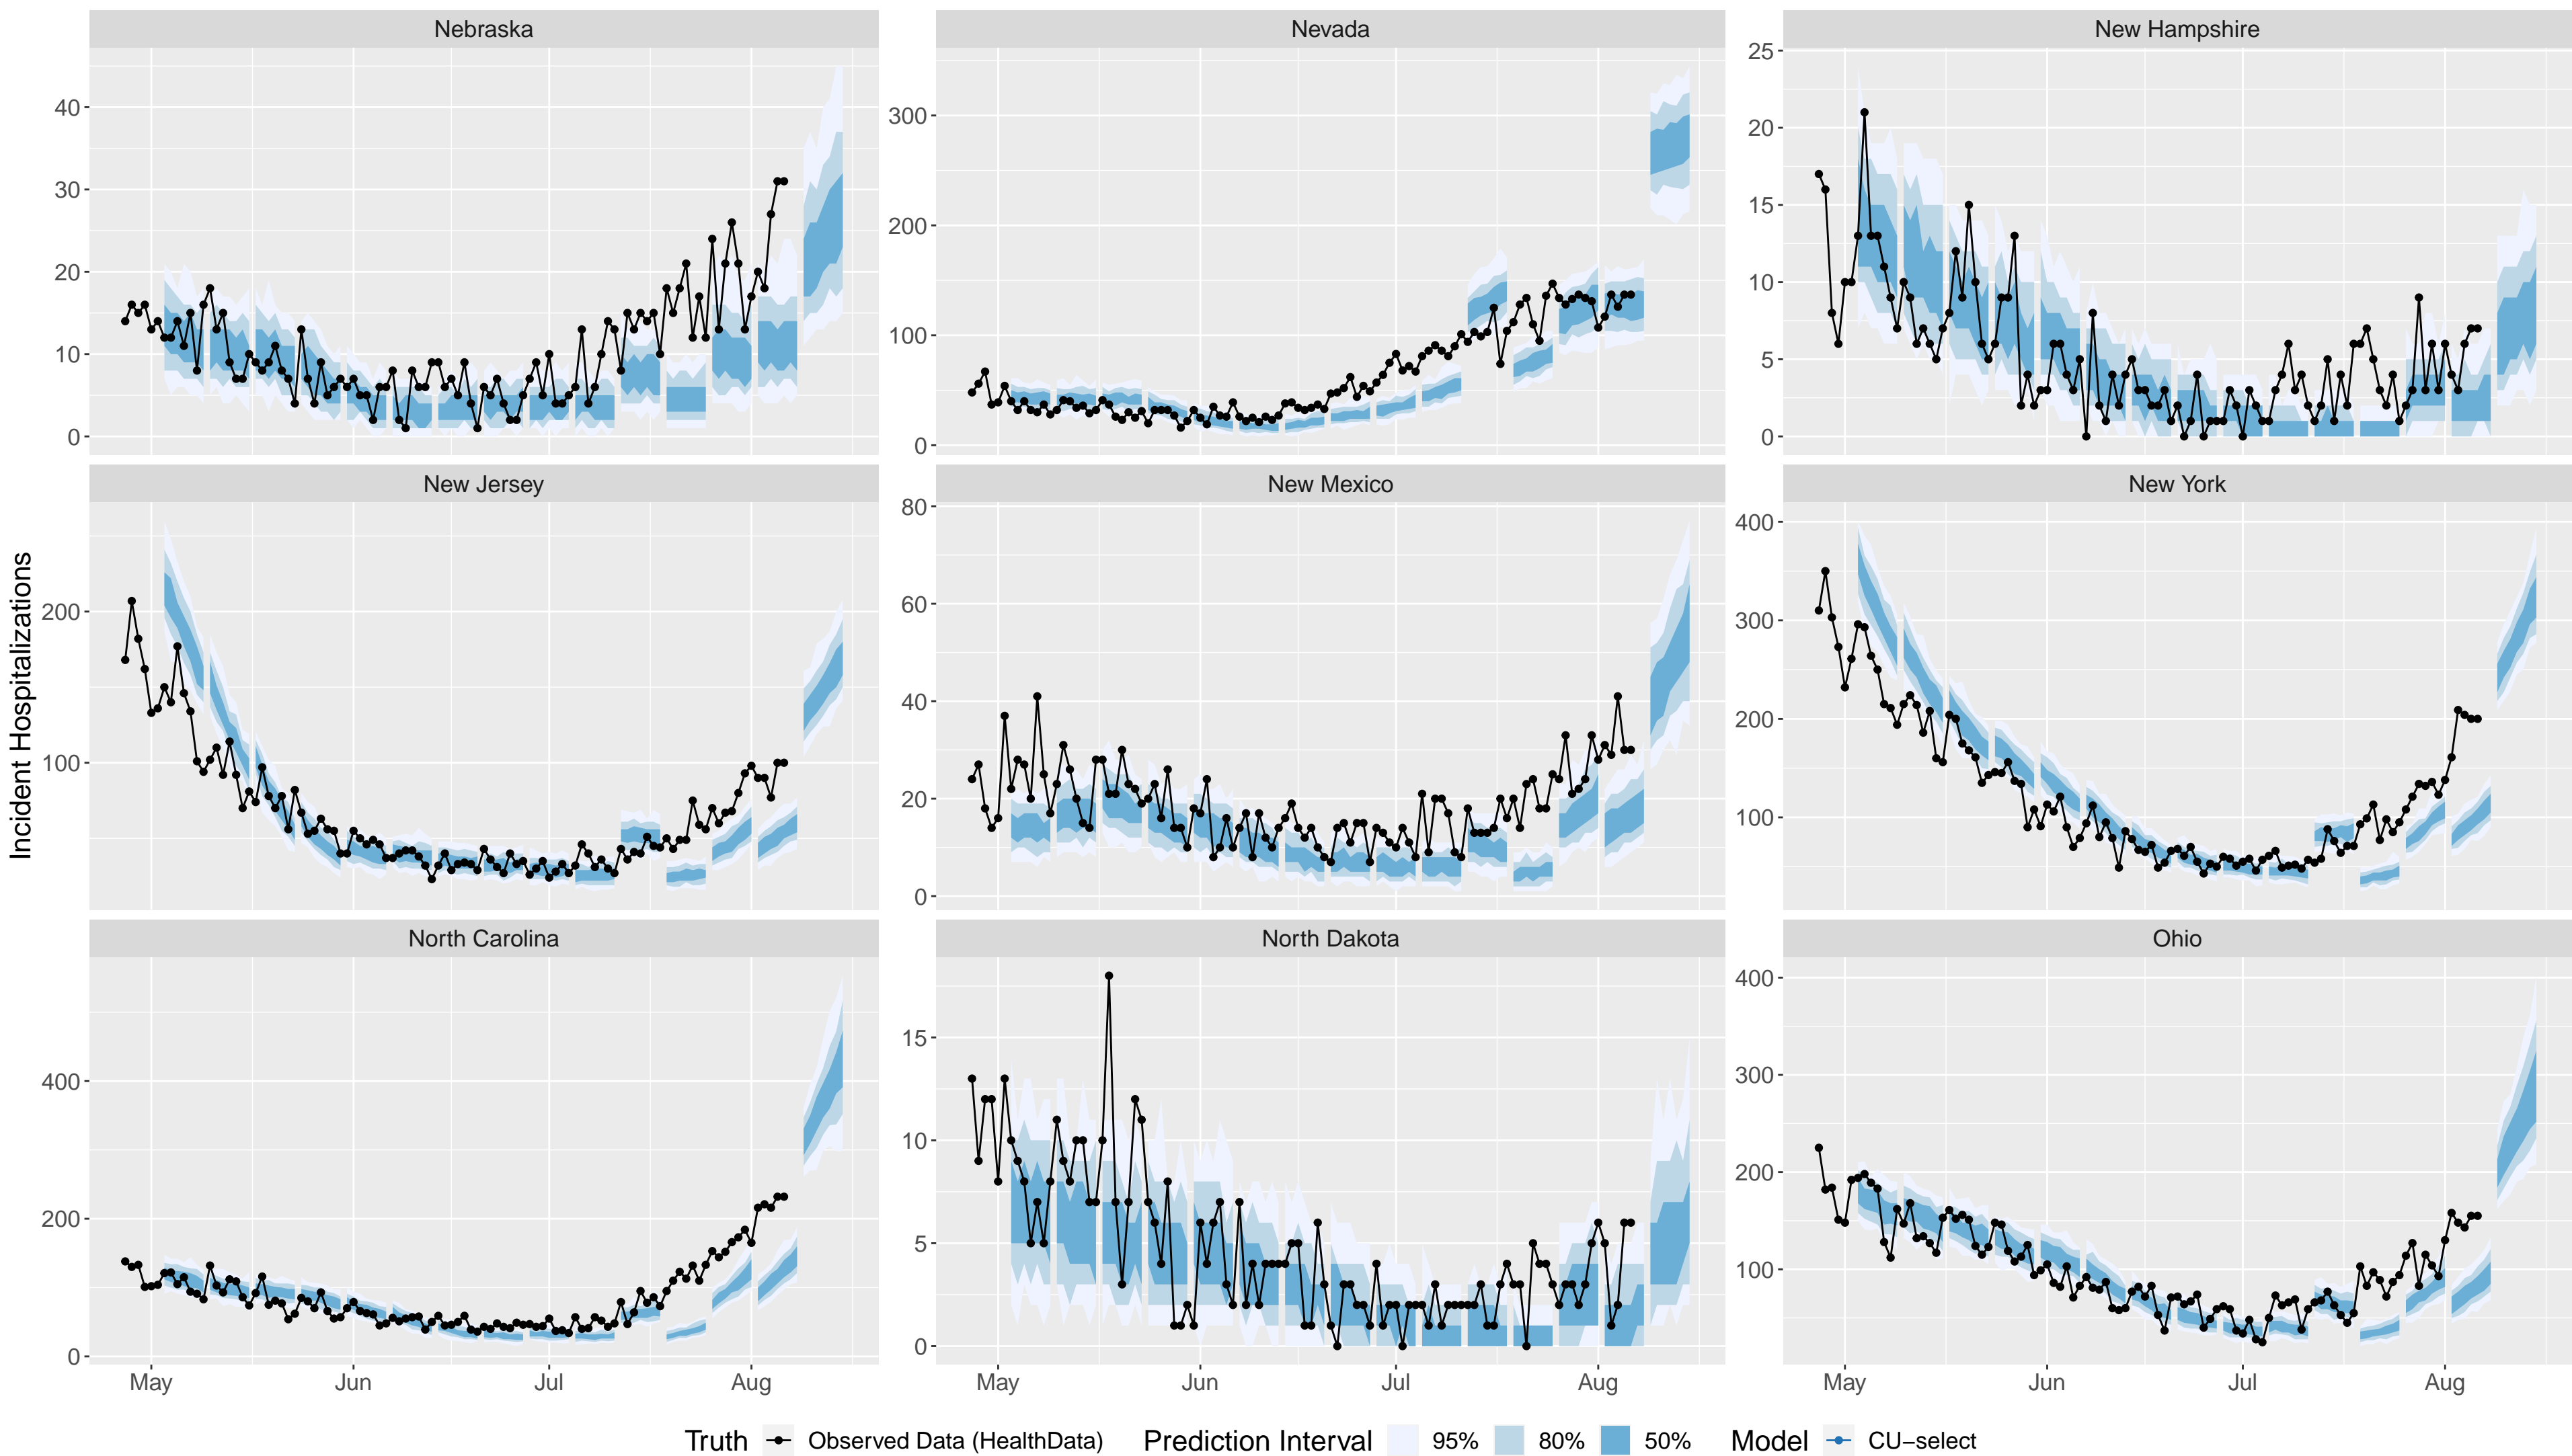 Nebraska
Nevada
New Hampshire
40
30
20
10
0
300
200
100
0
25
20
15
10
5
0
New Jersey
New Mexico
New York
Incident Hospitalizations
200
100
80
60
40
20
0
400
300
200
100
North Carolina
North Dakota
Ohio
400
200
0
15
10
5
0
400
300
200
100
May Jun Jul Aug
May Jun Jul Aug
May Jun Jul Aug
Truth Observed Data (HealthData) Prediction Interval 95% 80% 50% Model CU−select